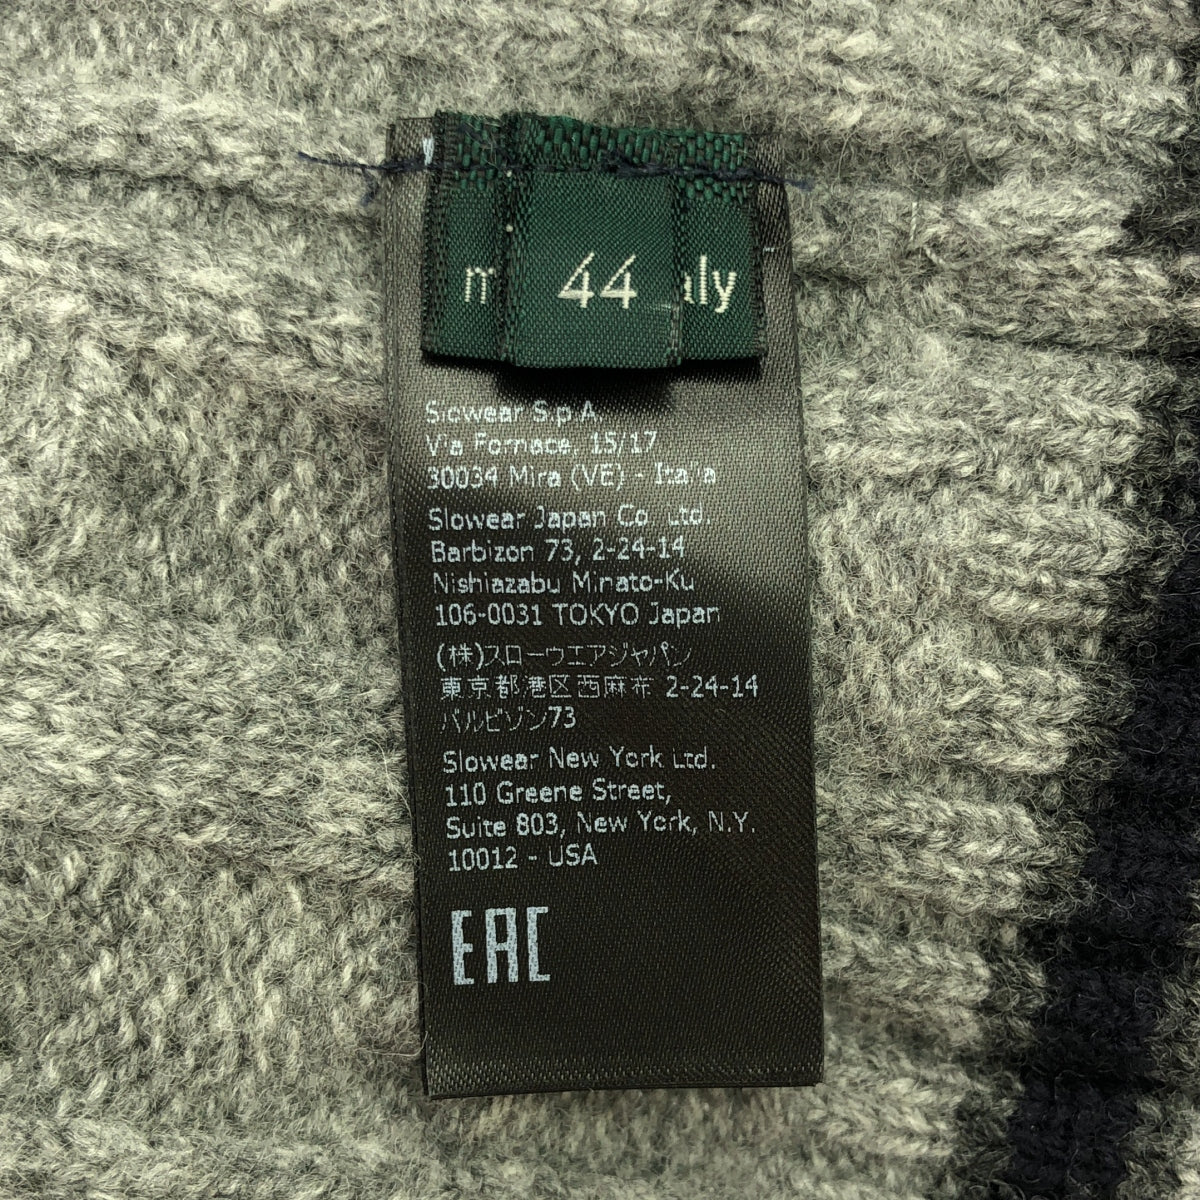 44
Slowear S.p.A.
Via Fornace, 15/17
30034 Mira (VE) - Italia
Slowear Japan Co. Ltd.
Barbizon 73, 2-24-14
Nishiazabu Minato-Ku
106-0031 TOKYO Japan
(株)スローウエアジャパン
東京都港区西麻布 2-24-14
バルビゾン73
Slowear New York Ltd.
110 Greene Street,
Suite 803, New York, N.Y.
10012 - USA
EAC